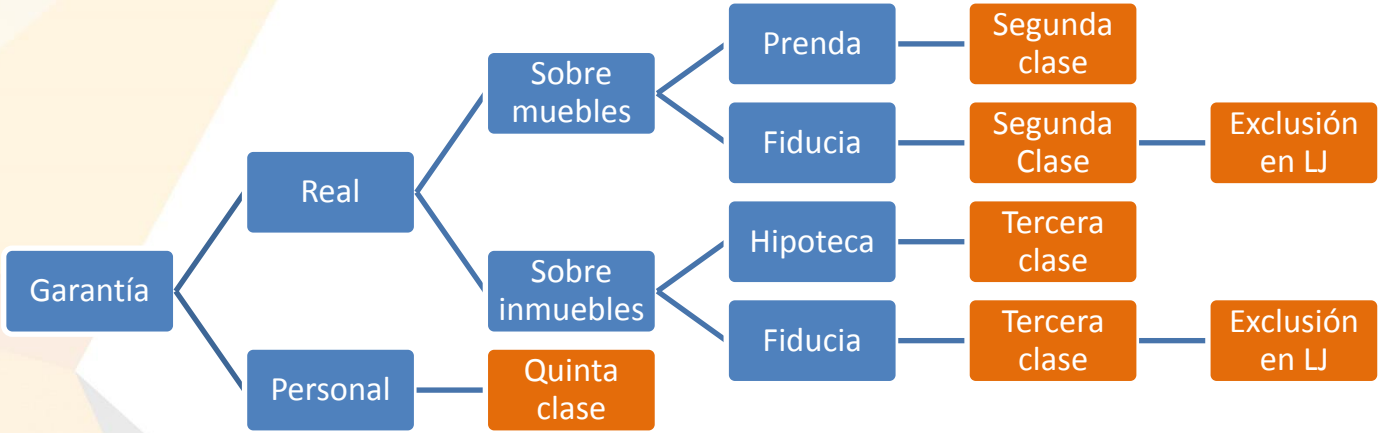 Garantía
Real
Sobre
muebles
Prenda
Segunda
clase
Fiducia
Segunda
Clase
Exclusión
en LJ
Sobre
inmuebles
Hipoteca
Tercera
clase
Fiducia
Tercera
clase
Exclusión
en LJ
Personal
Quinta
clase